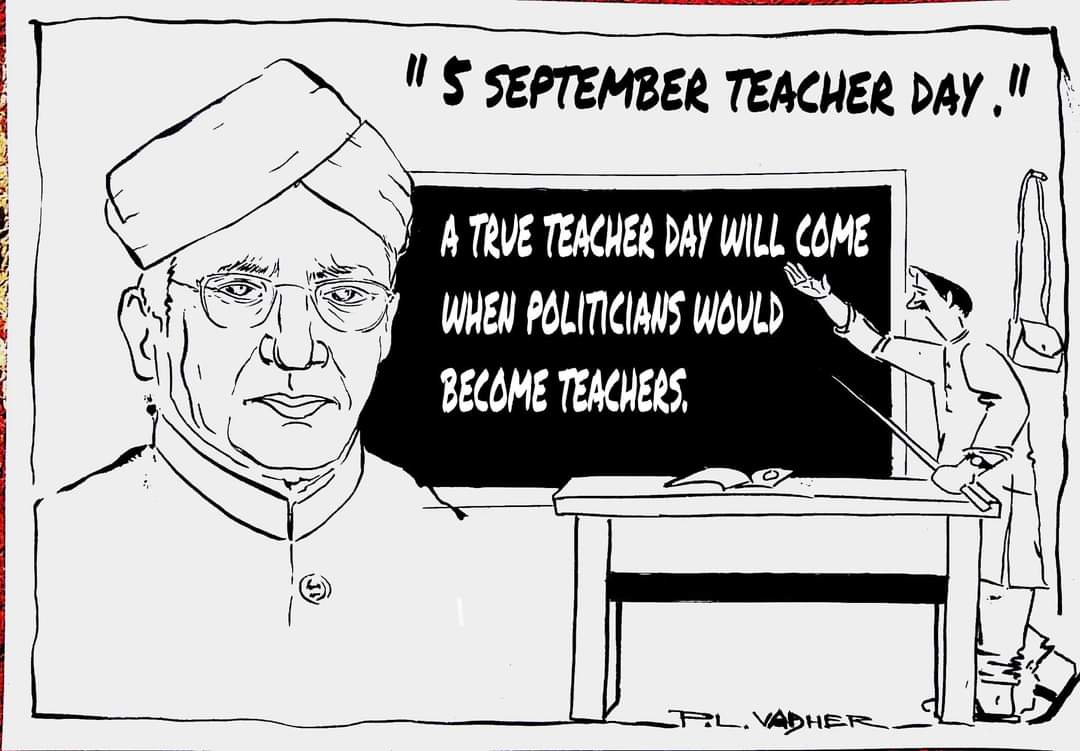 " 5 SEPTEMBER TEACHER DAY ."
A TRUE TEACHER DAY WILL COME
WHEN POLITICIANS WOULD
BECOME TEACHERS.
P.L. VADHER